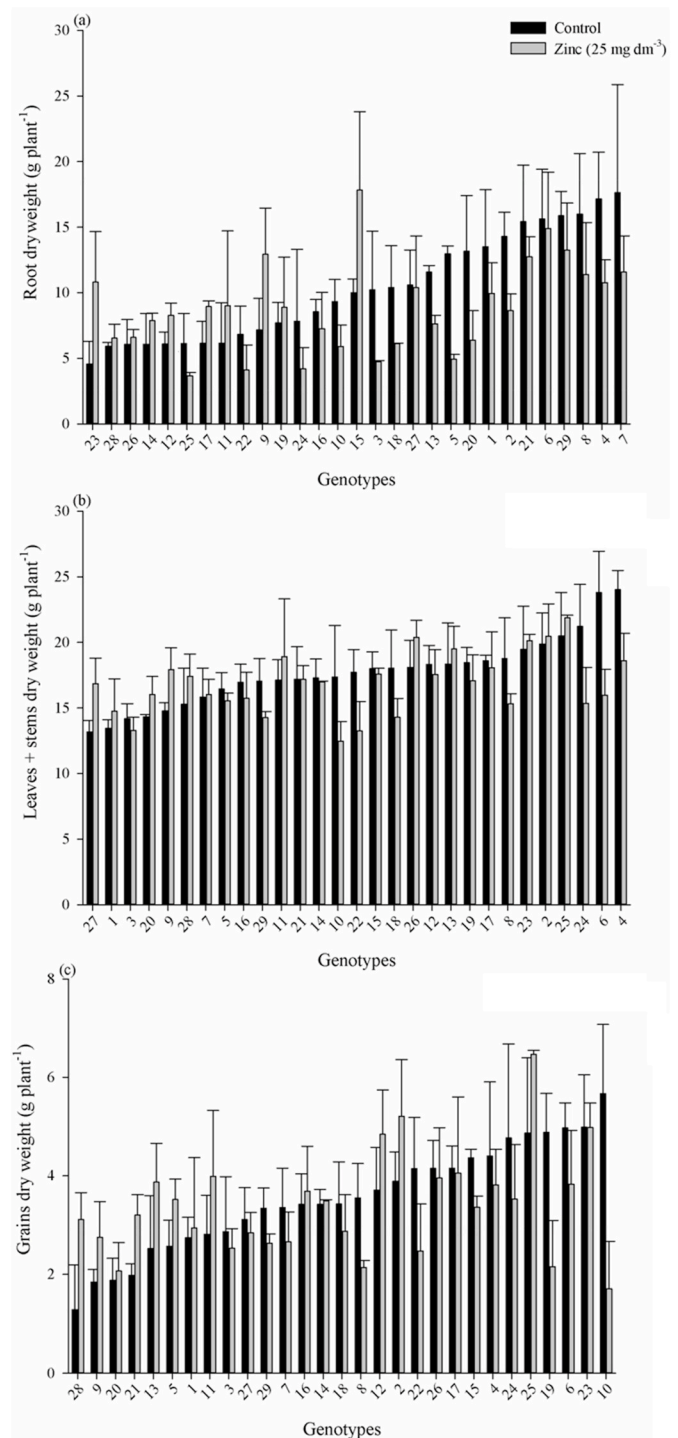 (a)
Control
Zinc (25 mg dm-3)
30
25
20
15
10
5
0
Root dry weight (g plant-1)
23 28 26 14 12 25 17 11 22 9 19 24 16 10 15 3 18 27 13 5 20 1 2 21 6 29 8 4 7
Genotypes
(b)
30
25
20
15
10
5
0
Leaves + stems dry weight (g plant-1)
27 1 3 20 9 28 7 5 16 29 11 21 14 10 22 15 18 26 12 13 19 17 8 23 2 25 24 6 4
Genotypes
(c)
8
6
4
2
0
Grains dry weight (g plant-1)
28 9 20 21 13 5 1 11 3 27 29 7 16 14 18 8 12 2 22 26 17 15 4 24 25 19 6 23 10
Genotypes